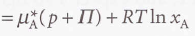 = μ*A(p + Π) + RT ln xA